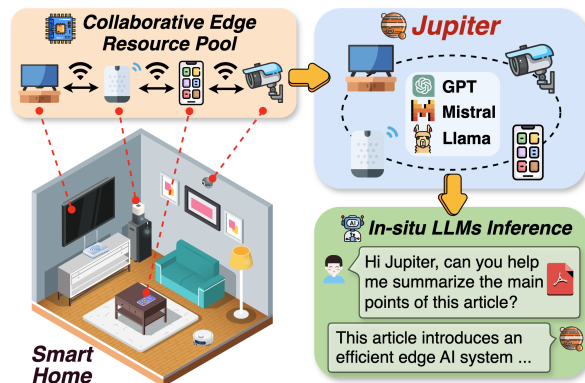 Collaborative Edge
Resource Pool
Jupiter
GPT
Mistral
Llama
In-situ LLMs Inference
AI
Hi Jupiter, can you help
me summarize the main
points of this article?
This article introduces an
efficient edge AI system ...
Smart
Home